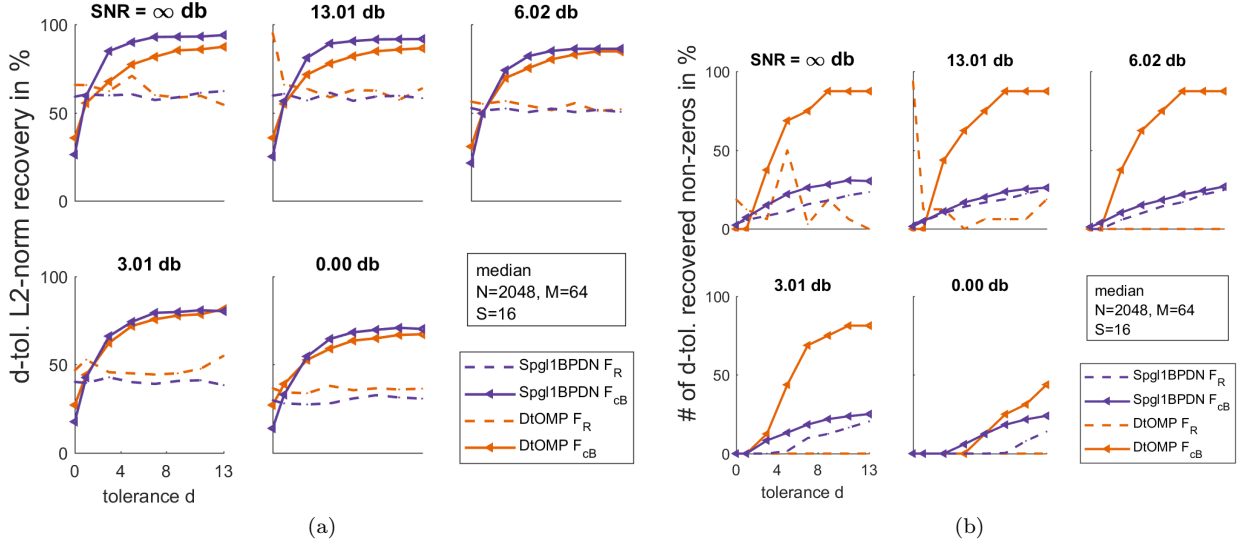 SNR = ∞ db
13.01 db
6.02 db
d-tol. L2-norm recovery in %
100
50
0
3.01 db
0.00 db
100
50
0
0
4
8
13
tolerance d
median
N=2048, M=64
S=16
Spgl1BPDN F_R
Spgl1BPDN F_cB
DtOMP F_R
DtOMP F_cB
(a)
SNR = ∞ db
13.01 db
6.02 db
# of d-tol. recovered non-zeros in %
100
50
0
3.01 db
0.00 db
100
50
0
0
4
8
13
tolerance d
median
N=2048, M=64
S=16
Spgl1BPDN F_R
Spgl1BPDN F_cB
DtOMP F_R
DtOMP F_cB
(b)